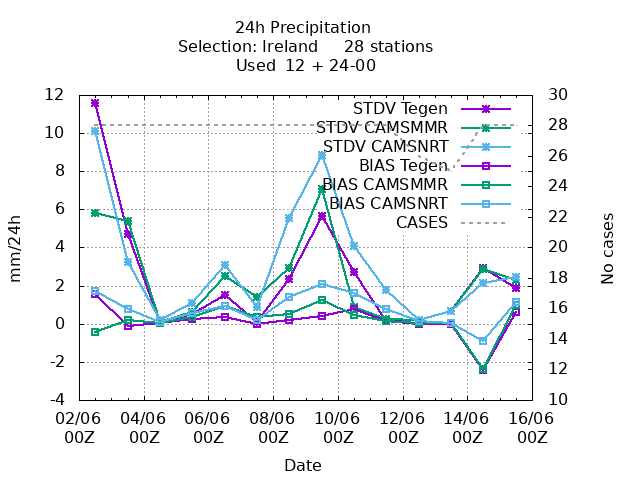 24h Precipitation
Selection: Ireland     28 stations
Used  12 + 24-00
12
10
8
6
4
2
0
-2
-4
mm/24h
30
28
26
24
22
20
18
16
14
12
10
No cases
STDV Tegen
STDV CAMSMMR
STDV CAMSNRT
BIAS Tegen
BIAS CAMSMMR
BIAS CAMSNRT
CASES
02/06 04/06 06/06 08/06 10/06 12/06 14/06 16/06
00Z 00Z 00Z 00Z 00Z 00Z 00Z 00Z
Date